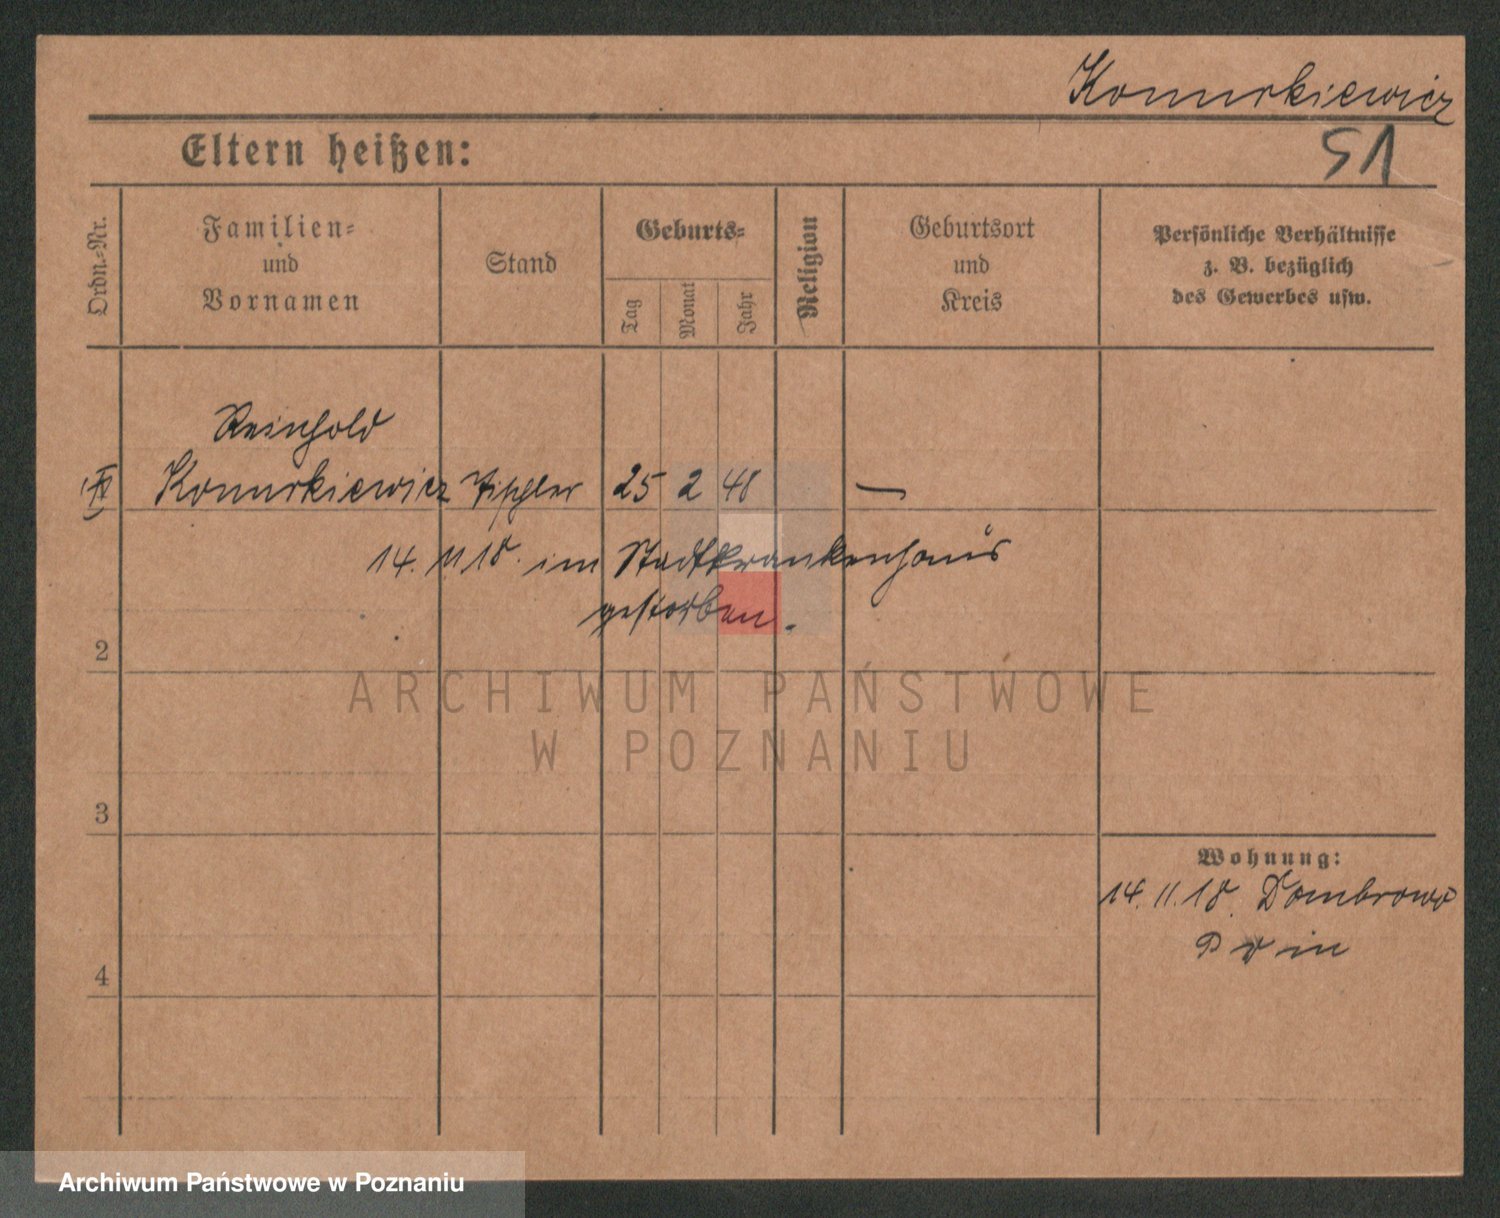 Konurkiewicz
51
Eltern heißen:
Ordn.-Nr.
Familien-
und
Vornamen
Stand
Geburts-
Tag
Monat
Jahr
Religion
Geburtsort
und
Kreis
Persönliche Verhältnisse
z. B. bezüglich
des Gewerbes usw.
Reinhold
Konurkiewicz Tischler 25 2 48 —
14. 11 18. im Stadtkrankenhaus
gestorben.
2
ARCHIWUM PAŃSTWOWE
W POZNANIU
3
Wohnung:
14. 11. 18. Dombrowo
4
Archiwum Państwowe w Poznaniu